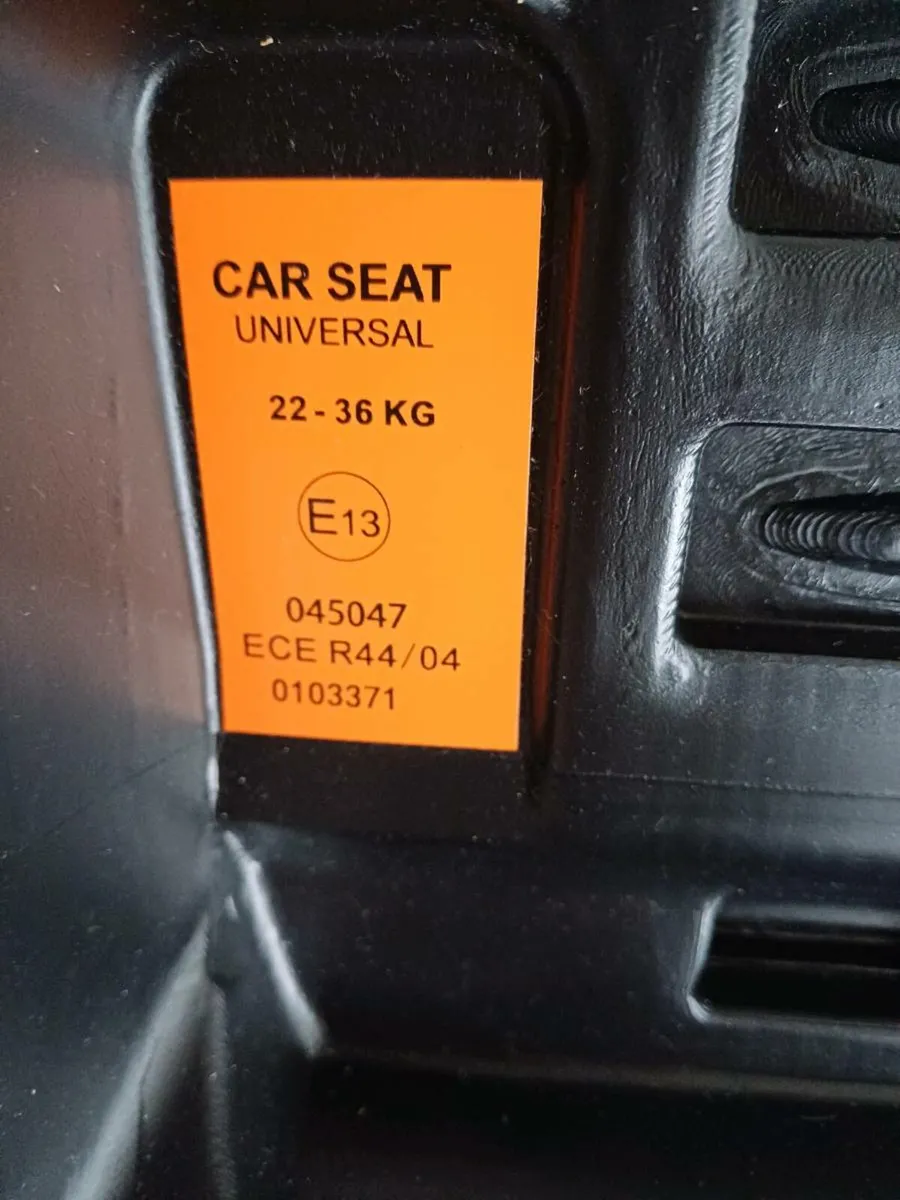 CAR SEAT
UNIVERSAL
22 - 36 KG
E13
045047
ECE R44/04
0103371